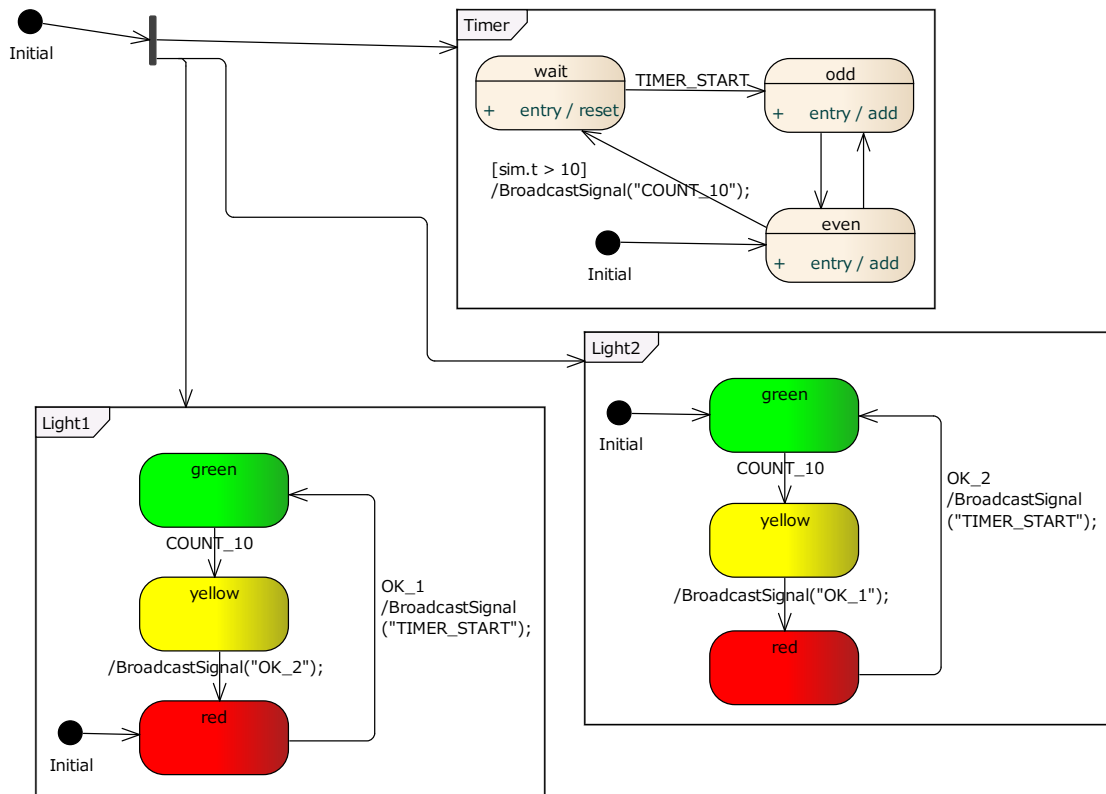 Initial
Timer
wait
+ entry / reset
TIMER_START
odd
+ entry / add
[sim.t > 10]
/BroadcastSignal("COUNT_10");
even
+ entry / add
Initial
Light2
green
Initial
COUNT_10
yellow
/BroadcastSignal("OK_1");
red
OK_2
/BroadcastSignal
("TIMER_START");
Light1
green
COUNT_10
yellow
/BroadcastSignal("OK_2");
red
Initial
OK_1
/BroadcastSignal
("TIMER_START");